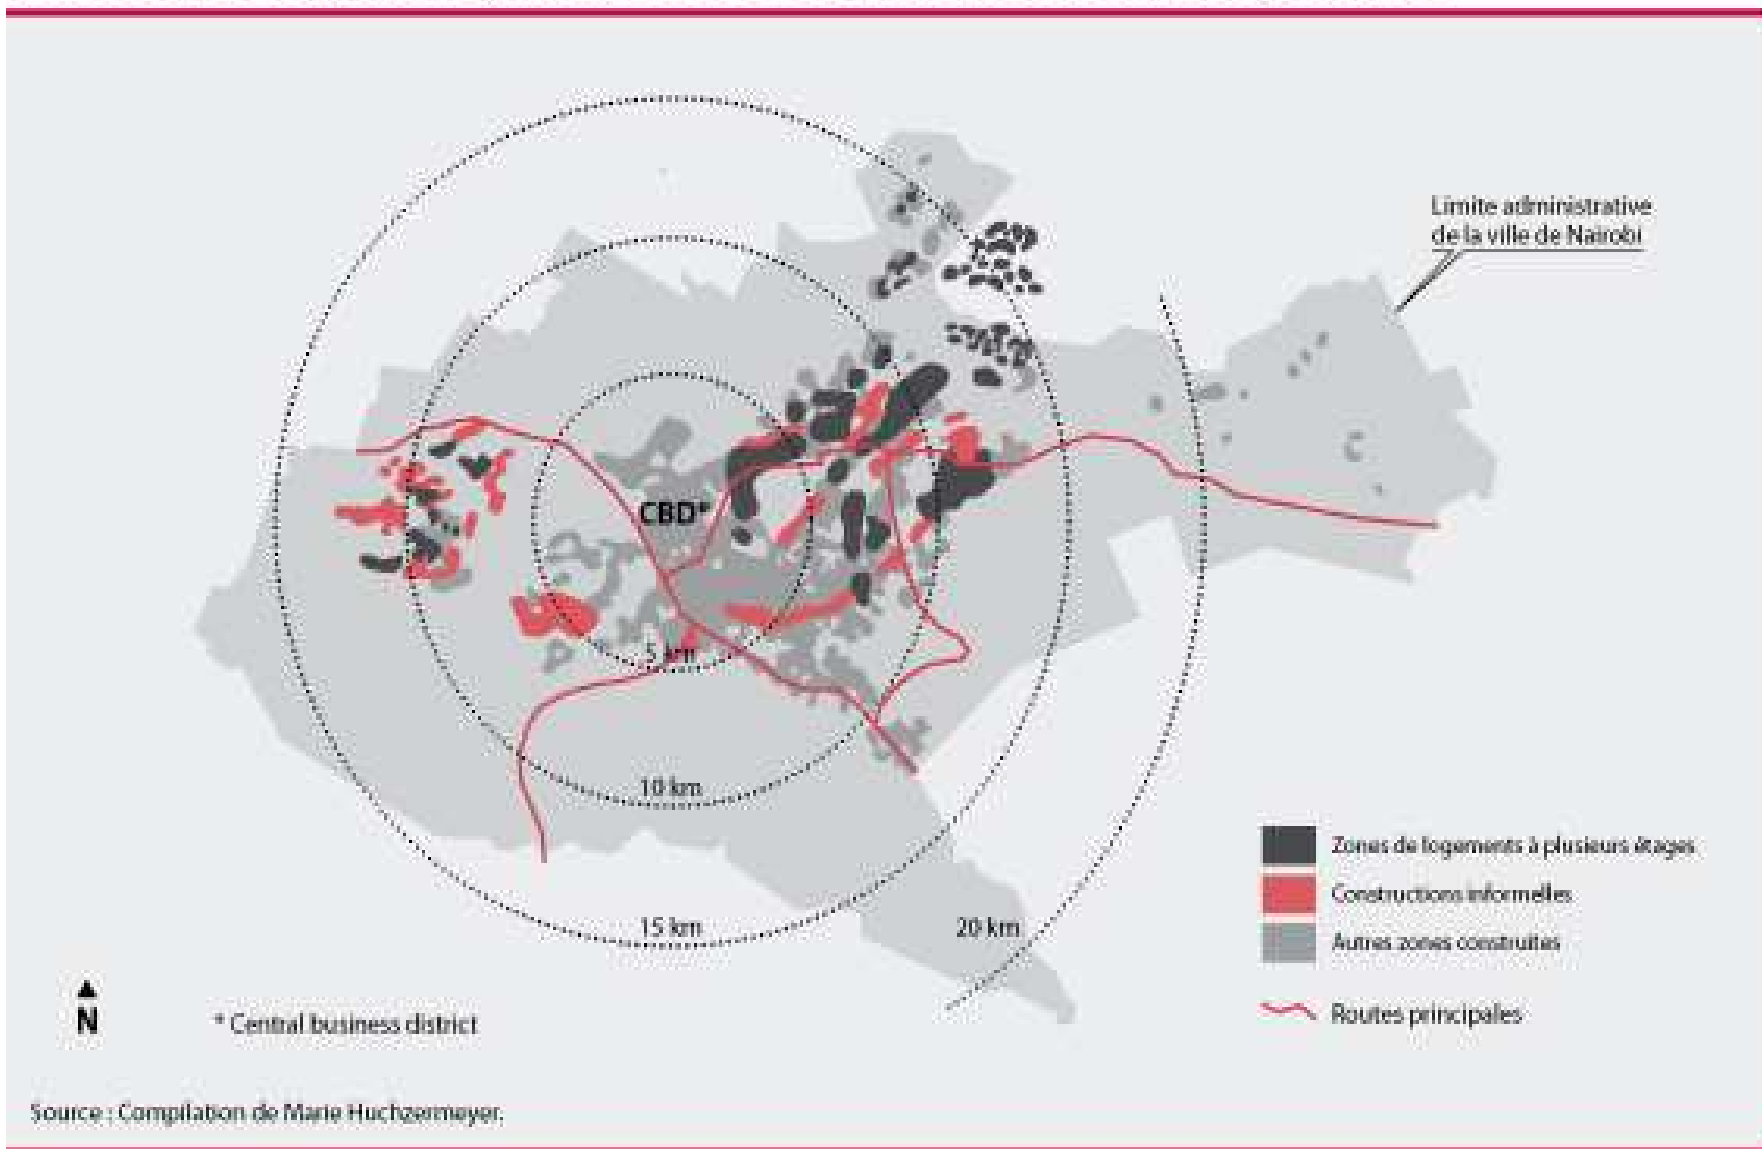 Limite administrative
de la ville de Nairobi
CBD*
5 km
10 km
15 km
20 km
Zones de logements à plusieurs étages
Constructions informelles
Autres zones construites
Routes principales
N
* Central business district
Source : Compilation de Marie Huchzermeyer.